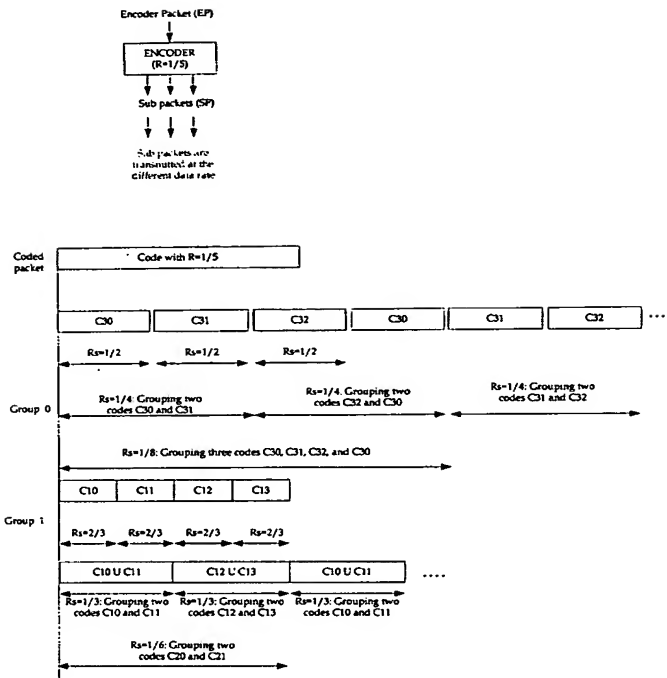 Encoder Packet (EP)
ENCODER
(R=1/5)
Sub packets (SP)
Sub packets are
transmitted at the
different data rate
Coded
packet
Code with R=1/5
C30 C31 C32 C30 C31 C32 ...
Rs=1/2 Rs=1/2 Rs=1/2
Group 0
Rs=1/4: Grouping two
codes C30 and C31
Rs=1/4: Grouping two
codes C32 and C30
Rs=1/4: Grouping two
codes C31 and C32
Rs=1/8: Grouping three codes C30, C31, C32, and C30
C10 C11 C12 C13
Group 1
Rs=2/3 Rs=2/3 Rs=2/3 Rs=2/3
C10 U C11 C12 U C13 C10 U C11 ....
Rs=1/3: Grouping two
codes C10 and C11
Rs=1/3: Grouping two
codes C12 and C13
Rs=1/3: Grouping two
codes C10 and C11
Rs=1/6: Grouping two
codes C20 and C21